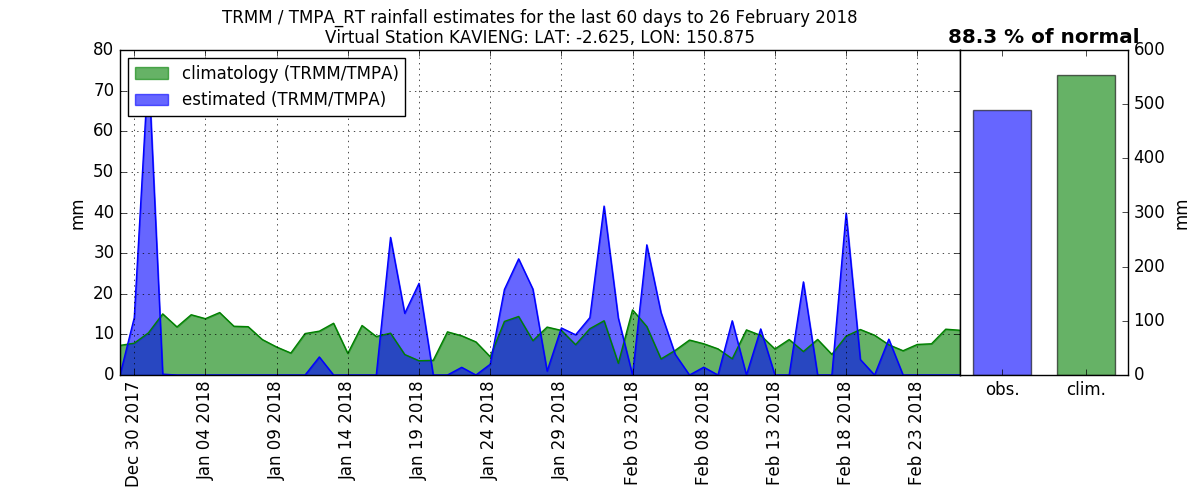 TRMM / TMPA_RT rainfall estimates for the last 60 days to 26 February 2018
Virtual Station KAVIENG: LAT: -2.625, LON: 150.875
88.3 % of normal
climatology (TRMM/TMPA)
estimated (TRMM/TMPA)
80
70
60
50
40
30
20
10
0
mm
600
500
400
300
200
100
0
mm
obs.
clim.
Dec 30 2017
Jan 04 2018
Jan 09 2018
Jan 14 2018
Jan 19 2018
Jan 24 2018
Jan 29 2018
Feb 03 2018
Feb 08 2018
Feb 13 2018
Feb 18 2018
Feb 23 2018